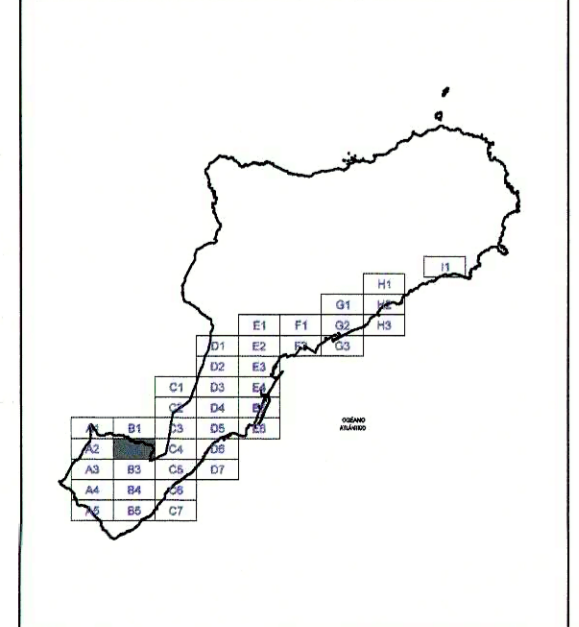 I1
H1
G1 H2
E1 F1 G2 H3
D1 E2 F2 G3
D2 E3
C1 D3 E4
C2 D4
A1 B1 C3 D5 E6
A2 C4 D6
A3 B3 C5 D7
A4 B4 C6
A5 B5 C7
OCÉANO
ATLÁNTICO